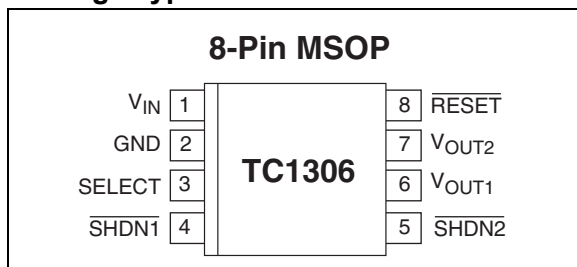 8-Pin MSOP
VIN 1
GND 2
SELECT 3
SHDN1 4
TC1306
8 RESET
7 VOUT2
6 VOUT1
5 SHDN2